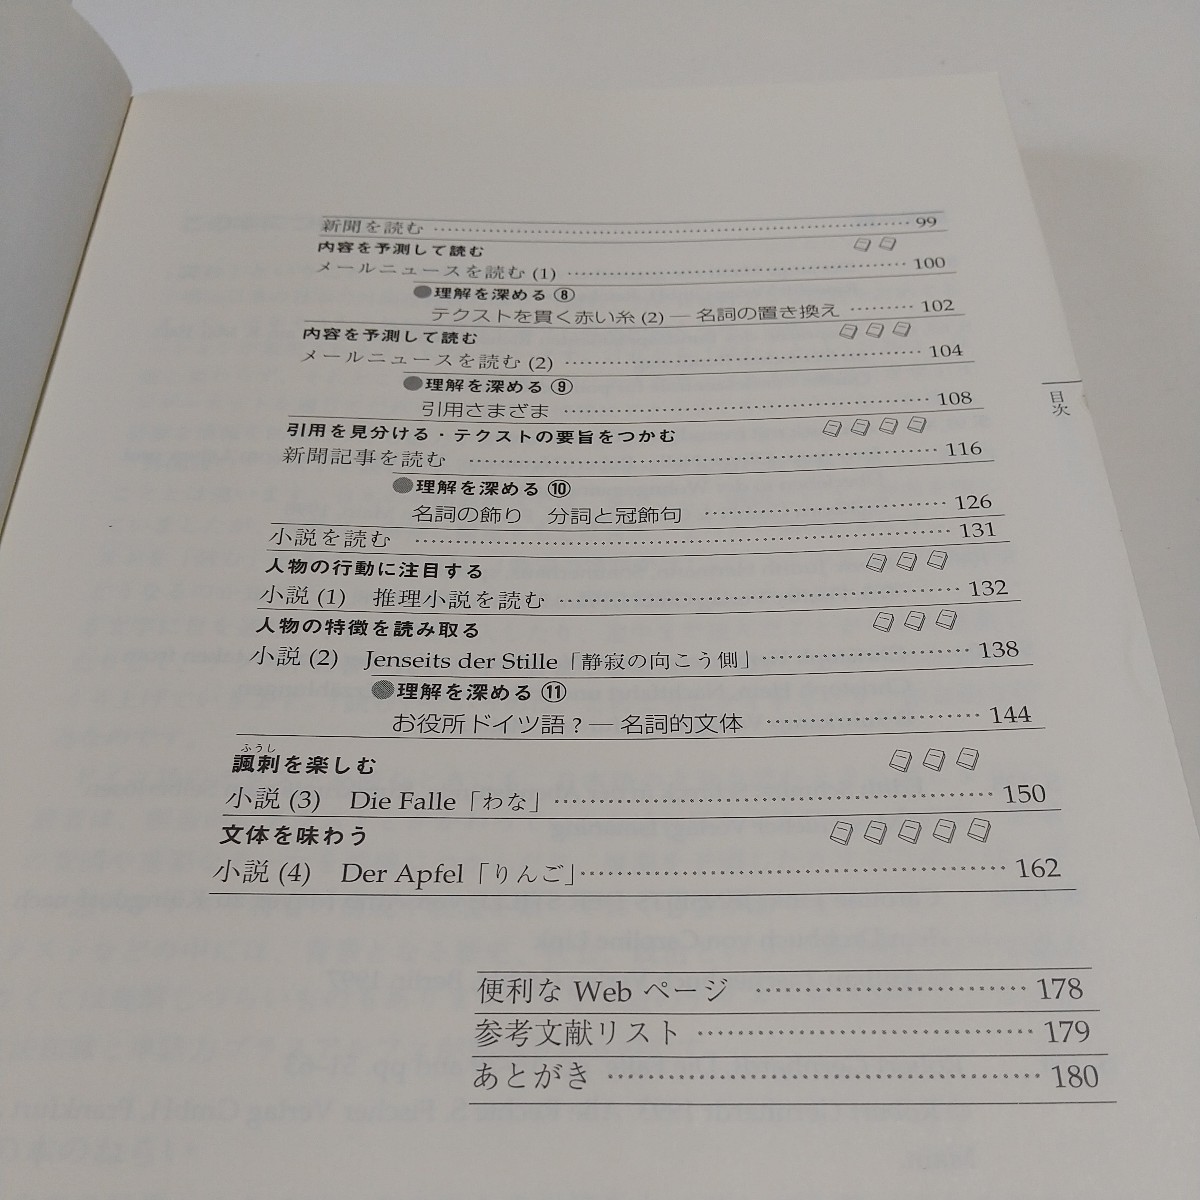 新聞を読む 99
内容を予測して読む
メールニュースを読む (1) 100
●理解を深める ⑧
テクストを貫く赤い糸 (2) ― 名詞の置き換え 102
内容を予測して読む
メールニュースを読む (2) 104
●理解を深める ⑨
引用さまざま 108
引用を見分ける・テクストの要旨をつかむ
新聞記事を読む 116
●理解を深める ⑩
名詞の飾り 分詞と冠飾句 126
小説を読む 131
人物の行動に注目する
小説 (1) 推理小説を読む 132
人物の特徴を読み取る
小説 (2) Jenseits der Stille「静寂の向こう側」 138
●理解を深める ⑪
お役所ドイツ語？― 名詞的文体 144
ふうし
諷刺を楽しむ
小説 (3) Die Falle「わな」 150
文体を味わう
小説 (4) Der Apfel「りんご」 162
便利な Web ページ 178
参考文献リスト 179
あとがき 180
目次